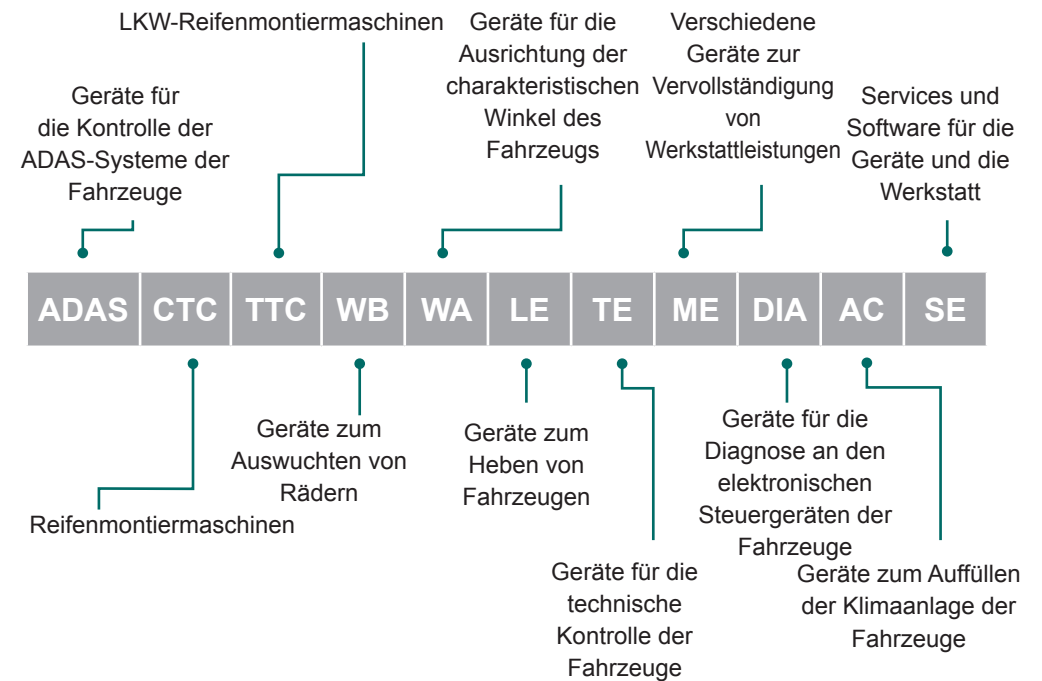 LKW-Reifenmontiermaschinen
Geräte für die
Ausrichtung der
charakteristischen
Winkel des
Fahrzeugs
Verschiedene
Geräte zur
Vervollständigung
von
Werkstattleistungen
Geräte für
die Kontrolle der
ADAS-Systeme der
Fahrzeuge
Services und
Software für die
Geräte und die
Werkstatt
ADAS CTC TTC WB WA LE TE ME DIA AC SE
Reifenmontiermaschinen
Geräte zum
Auswuchten von
Rädern
Geräte zum
Heben von
Fahrzeugen
Geräte für die
technische
Kontrolle der
Fahrzeuge
Geräte für die
Diagnose an den
elektronischen
Steuergeräten der
Fahrzeuge
Geräte zum Auffüllen
der Klimaanlage der
Fahrzeuge